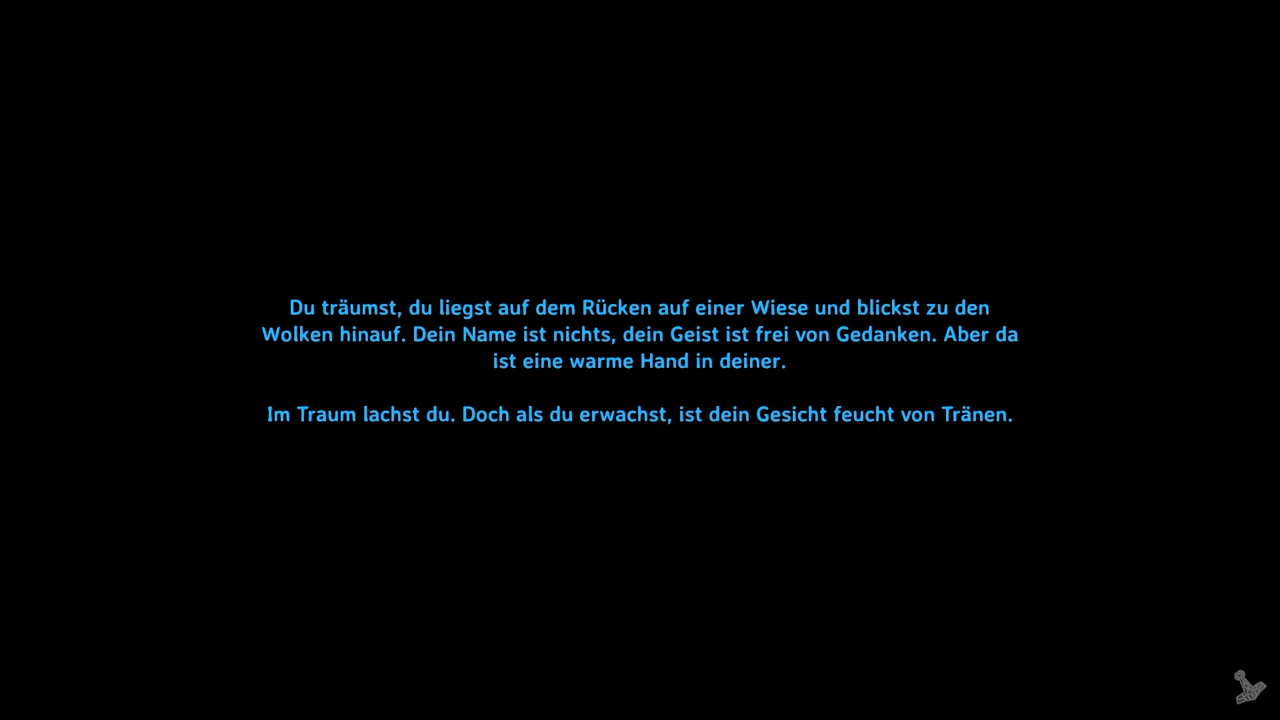 Du träumst, du liegst auf dem Rücken auf einer Wiese und blickst zu den
Wolken hinauf. Dein Name ist nichts, dein Geist ist frei von Gedanken. Aber da
ist eine warme Hand in deiner.
Im Traum lachst du. Doch als du erwachst, ist dein Gesicht feucht von Tränen.